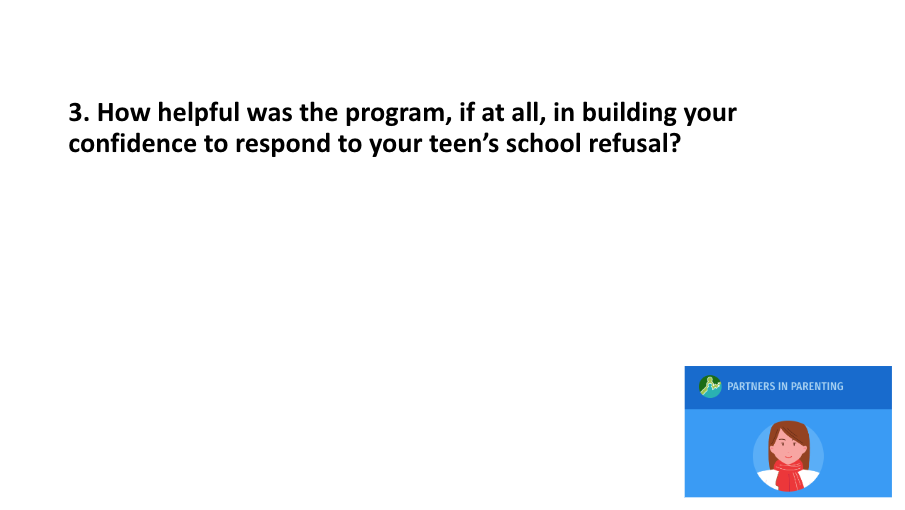 3. How helpful was the program, if at all, in building your
confidence to respond to your teen’s school refusal?
PARTNERS IN PARENTING